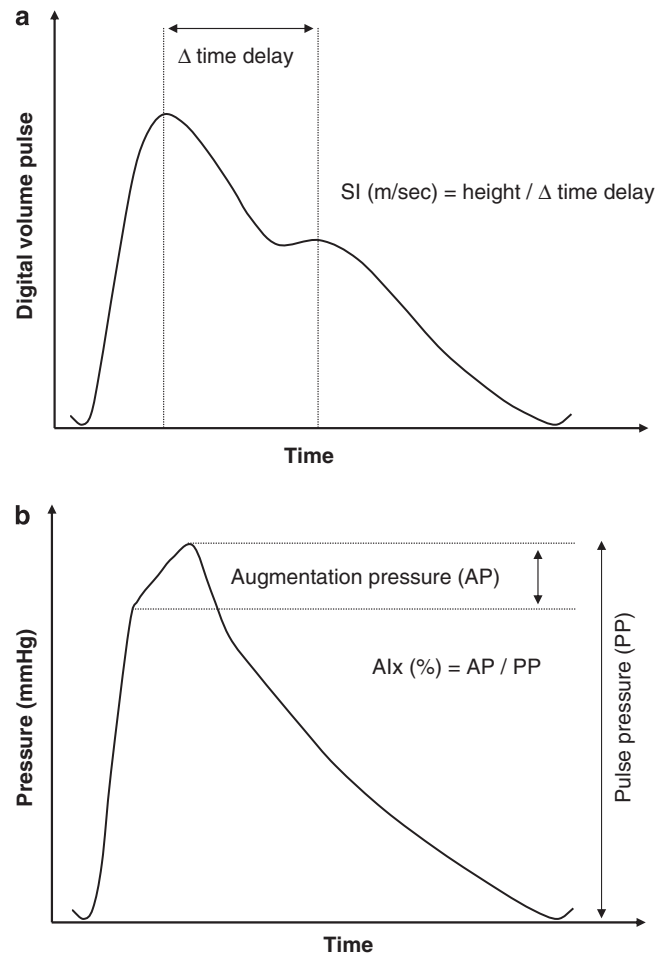 a
Δ time delay
SI (m/sec) = height / Δ time delay
Digital volume pulse
Time
b
Augmentation pressure (AP)
AIx (%) = AP / PP
Pulse pressure (PP)
Pressure (mmHg)
Time